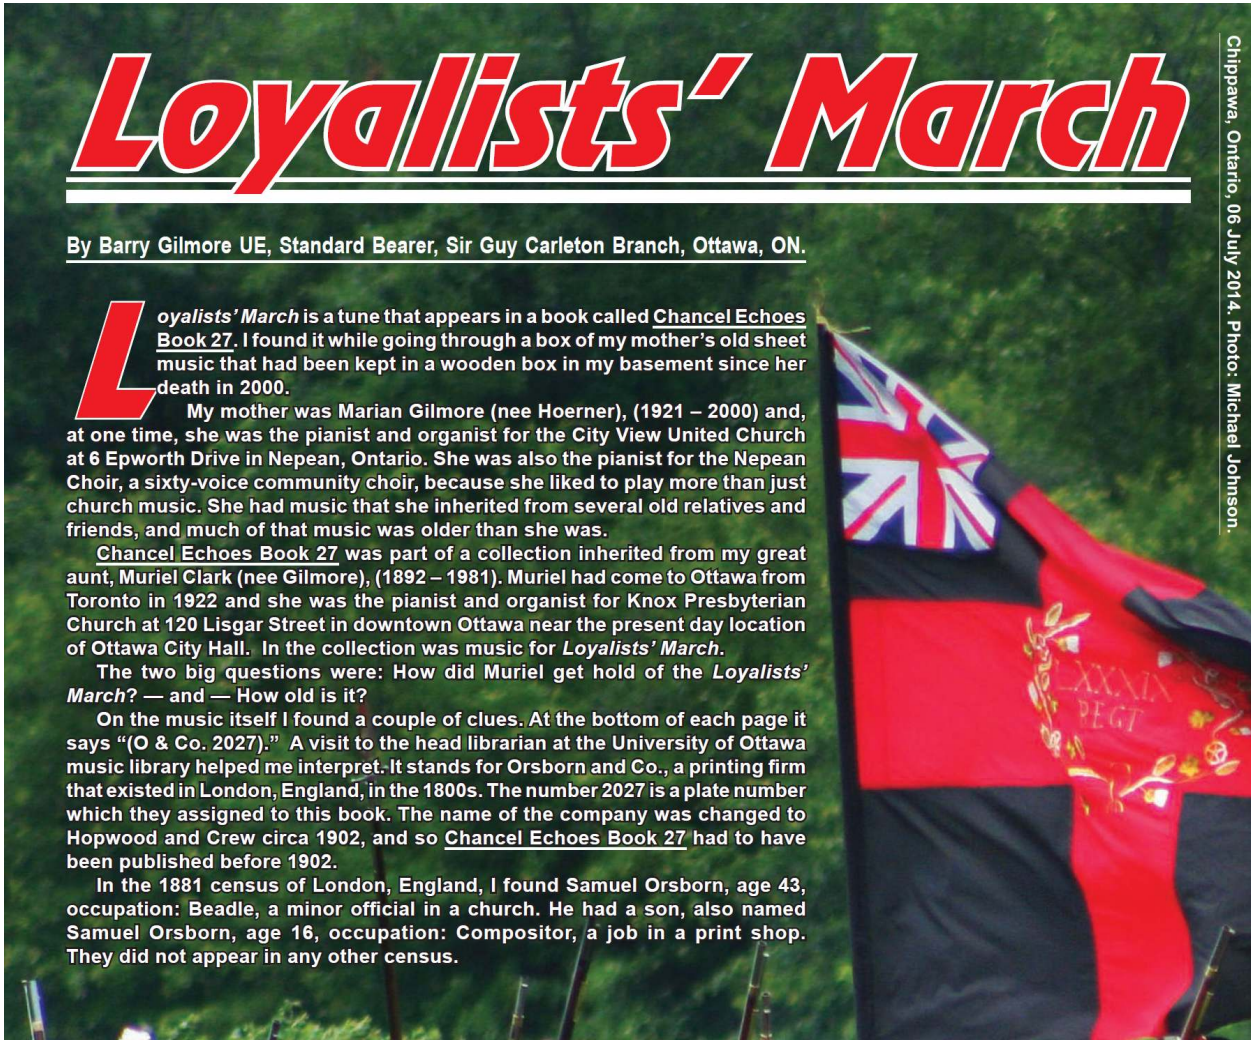 Loyalists' March
By Barry Gilmore UE, Standard Bearer, Sir Guy Carleton Branch, Ottawa, ON.
Loyalists' March is a tune that appears in a book called Chancel Echoes
Book 27. I found it while going through a box of my mother's old sheet
music that had been kept in a wooden box in my basement since her
death in 2000.
My mother was Marian Gilmore (nee Hoerner), (1921 – 2000) and,
at one time, she was the pianist and organist for the City View United Church
at 6 Epworth Drive in Nepean, Ontario. She was also the pianist for the Nepean
Choir, a sixty-voice community choir, because she liked to play more than just
church music. She had music that she inherited from several old relatives and
friends, and much of that music was older than she was.
Chancel Echoes Book 27 was part of a collection inherited from my great
aunt, Muriel Clark (nee Gilmore), (1892 – 1981). Muriel had come to Ottawa from
Toronto in 1922 and she was the pianist and organist for Knox Presbyterian
Church at 120 Lisgar Street in downtown Ottawa near the present day location
of Ottawa City Hall. In the collection was music for Loyalists' March.
The two big questions were: How did Muriel get hold of the Loyalists'
March? — and — How old is it?
On the music itself I found a couple of clues. At the bottom of each page it
says “(O & Co. 2027).” A visit to the head librarian at the University of Ottawa
music library helped me interpret. It stands for Orsborn and Co., a printing firm
that existed in London, England, in the 1800s. The number 2027 is a plate number
which they assigned to this book. The name of the company was changed to
Hopwood and Crew circa 1902, and so Chancel Echoes Book 27 had to have
been published before 1902.
In the 1881 census of London, England, I found Samuel Orsborn, age 43,
occupation: Beadle, a minor official in a church. He had a son, also named
Samuel Orsborn, age 16, occupation: Compositor, a job in a print shop.
They did not appear in any other census.
Chippawa, Ontario, 06 July 2014. Photo: Michael Johnson.
LXXXIX
REGT